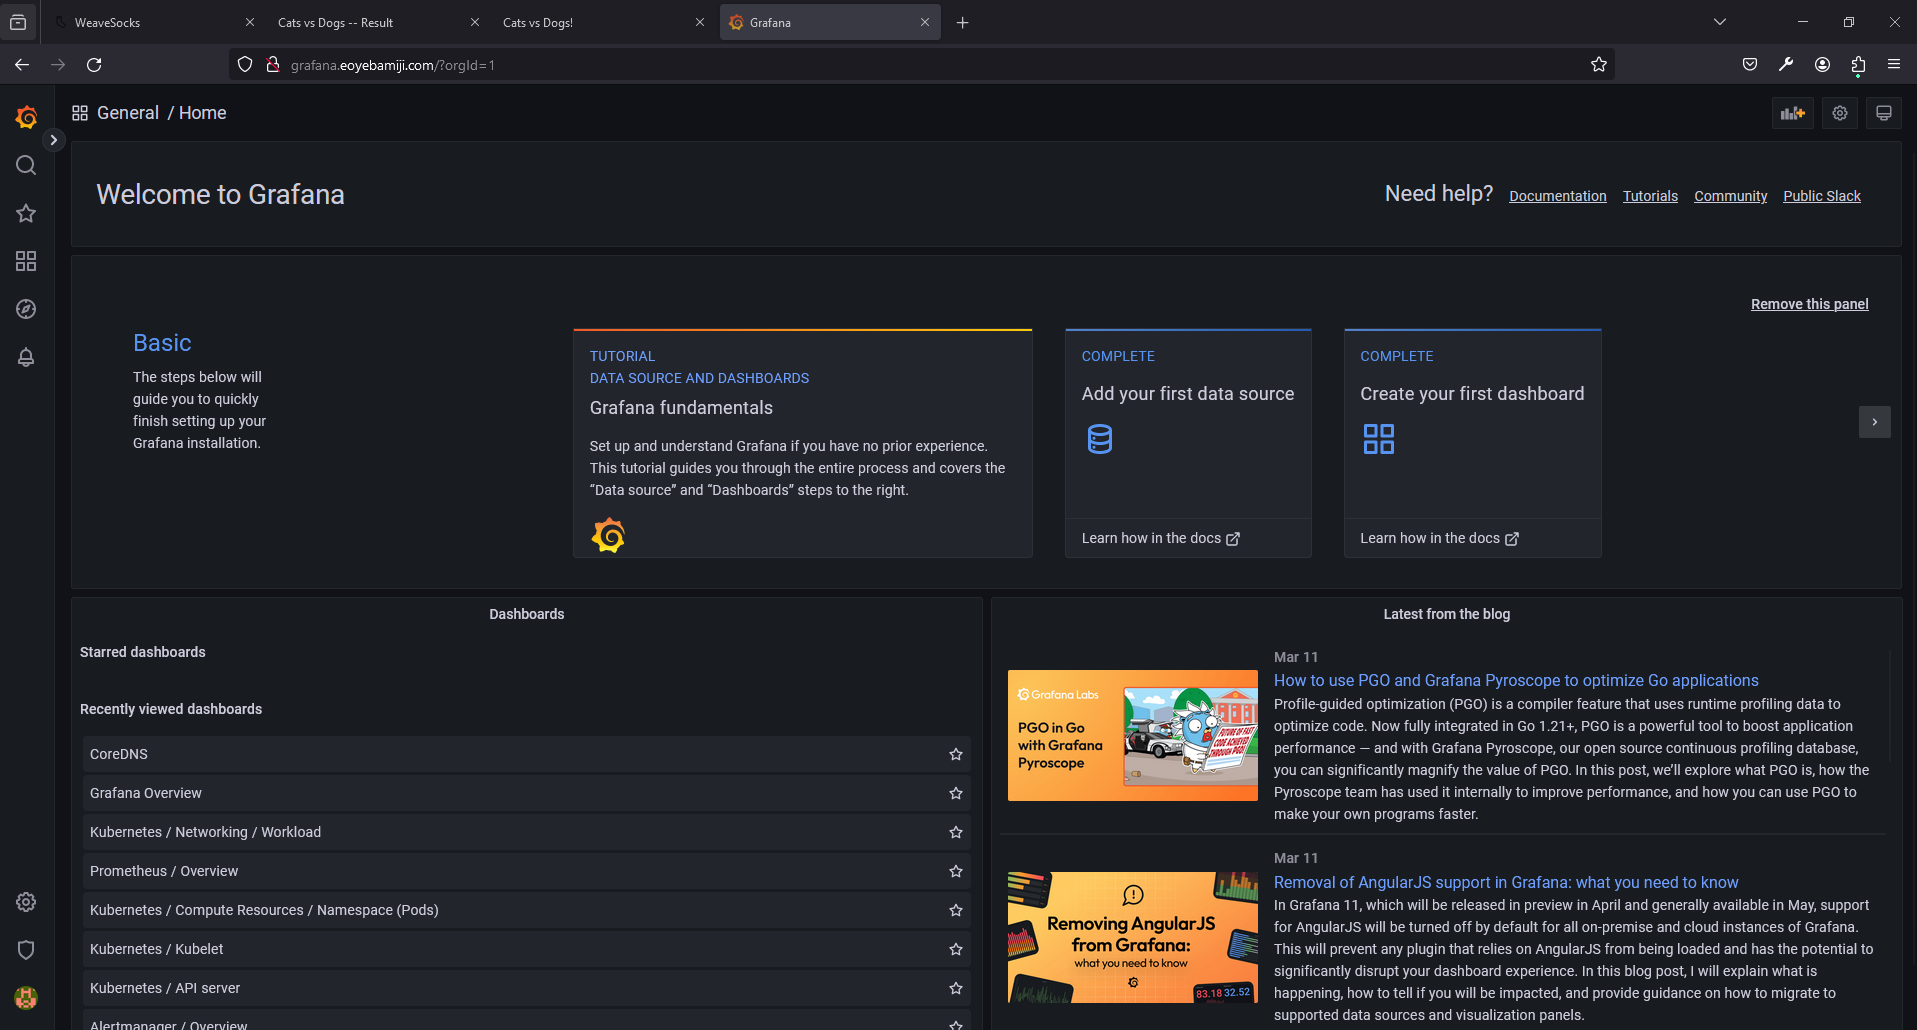 WeaveSocks
Cats vs Dogs -- Result
Cats vs Dogs!
Grafana
grafana.eoyebamiji.com/?orgId=1
General / Home
Welcome to Grafana
Need help? Documentation Tutorials Community Public Slack
Remove this panel
Basic
The steps below will
guide you to quickly
finish setting up your
Grafana installation.
TUTORIAL
DATA SOURCE AND DASHBOARDS
Grafana fundamentals
Set up and understand Grafana if you have no prior experience.
This tutorial guides you through the entire process and covers the
“Data source” and “Dashboards” steps to the right.
COMPLETE
Add your first data source
Learn how in the docs
COMPLETE
Create your first dashboard
Learn how in the docs
Dashboards
Starred dashboards
Recently viewed dashboards
CoreDNS
Grafana Overview
Kubernetes / Networking / Workload
Prometheus / Overview
Kubernetes / Compute Resources / Namespace (Pods)
Kubernetes / Kubelet
Kubernetes / API server
Alertmanager / Overview
Latest from the blog
Grafana Labs
PGO in Go
with Grafana
Pyroscope
FUTURE OF FAST
CODE ACHIEVED
THROUGH PGO!
Mar 11
How to use PGO and Grafana Pyroscope to optimize Go applications
Profile-guided optimization (PGO) is a compiler feature that uses runtime profiling data to
optimize code. Now fully integrated in Go 1.21+, PGO is a powerful tool to boost application
performance — and with Grafana Pyroscope, our open source continuous profiling database,
you can significantly magnify the value of PGO. In this post, we’ll explore what PGO is, how the
Pyroscope team has used it internally to improve performance, and how you can use PGO to
make your own programs faster.
Removing AngularJS
from Grafana:
what you need to know
83.18 32.52
Mar 11
Removal of AngularJS support in Grafana: what you need to know
In Grafana 11, which will be released in preview in April and generally available in May, support
for AngularJS will be turned off by default for all on-premise and cloud instances of Grafana.
This will prevent any plugin that relies on AngularJS from being loaded and has the potential to
significantly disrupt your dashboard experience. In this blog post, I will explain what is
happening, how to tell if you will be impacted, and provide guidance on how to migrate to
supported data sources and visualization panels.